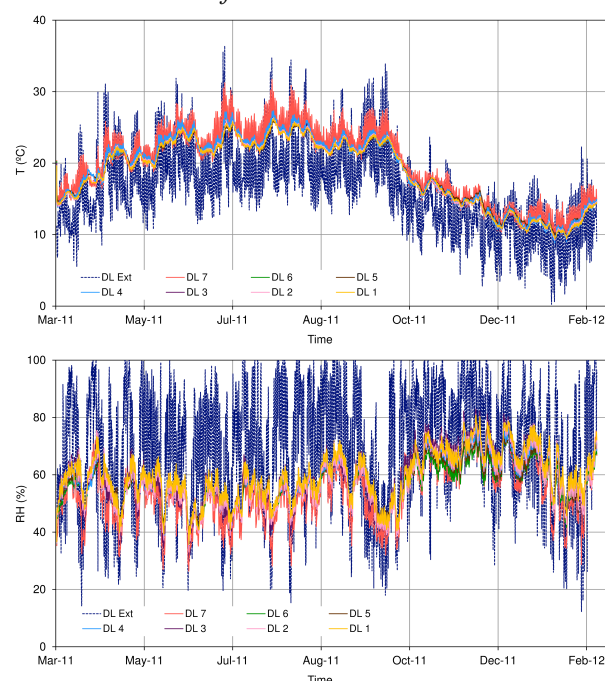 40
30
20
10
0
T (ºC)
DL Ext DL 7 DL 6 DL 5
DL 4 DL 3 DL 2 DL 1
Mar-11 May-11 Jul-11 Aug-11 Oct-11 Dec-11 Feb-12
Time
100
80
60
40
20
0
RH (%)
DL Ext DL 7 DL 6 DL 5
DL 4 DL 3 DL 2 DL 1
Mar-11 May-11 Jul-11 Aug-11 Oct-11 Dec-11 Feb-12
Time